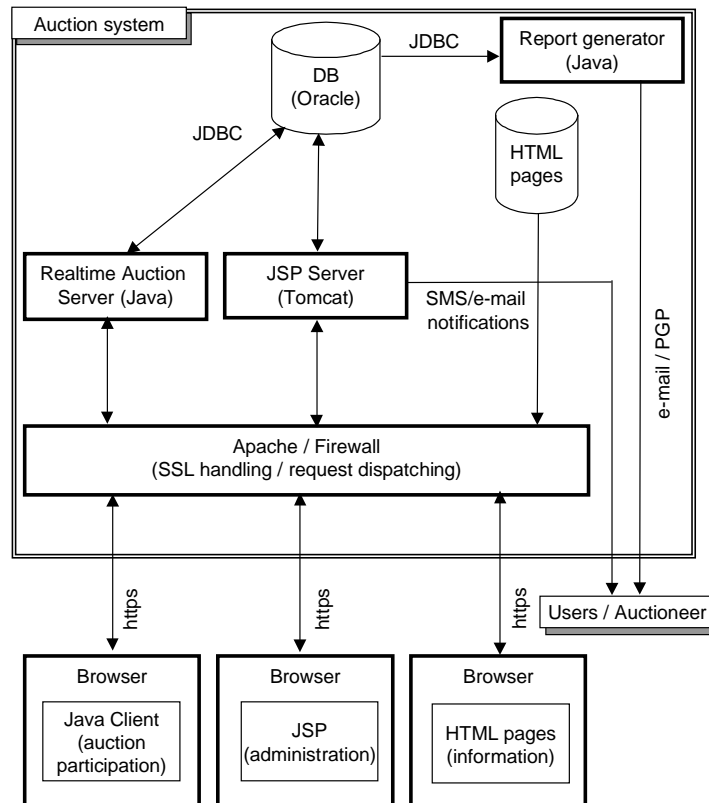 Auction system
JDBC
Report generator
(Java)
DB
(Oracle)
JDBC
HTML
pages
Realtime Auction
Server (Java)
JSP Server
(Tomcat)
SMS/e-mail
notifications
e-mail / PGP
Apache / Firewall
(SSL handling / request dispatching)
https
https
https
Users / Auctioneer
Browser
Java Client
(auction
participation)
Browser
JSP
(administration)
Browser
HTML pages
(information)